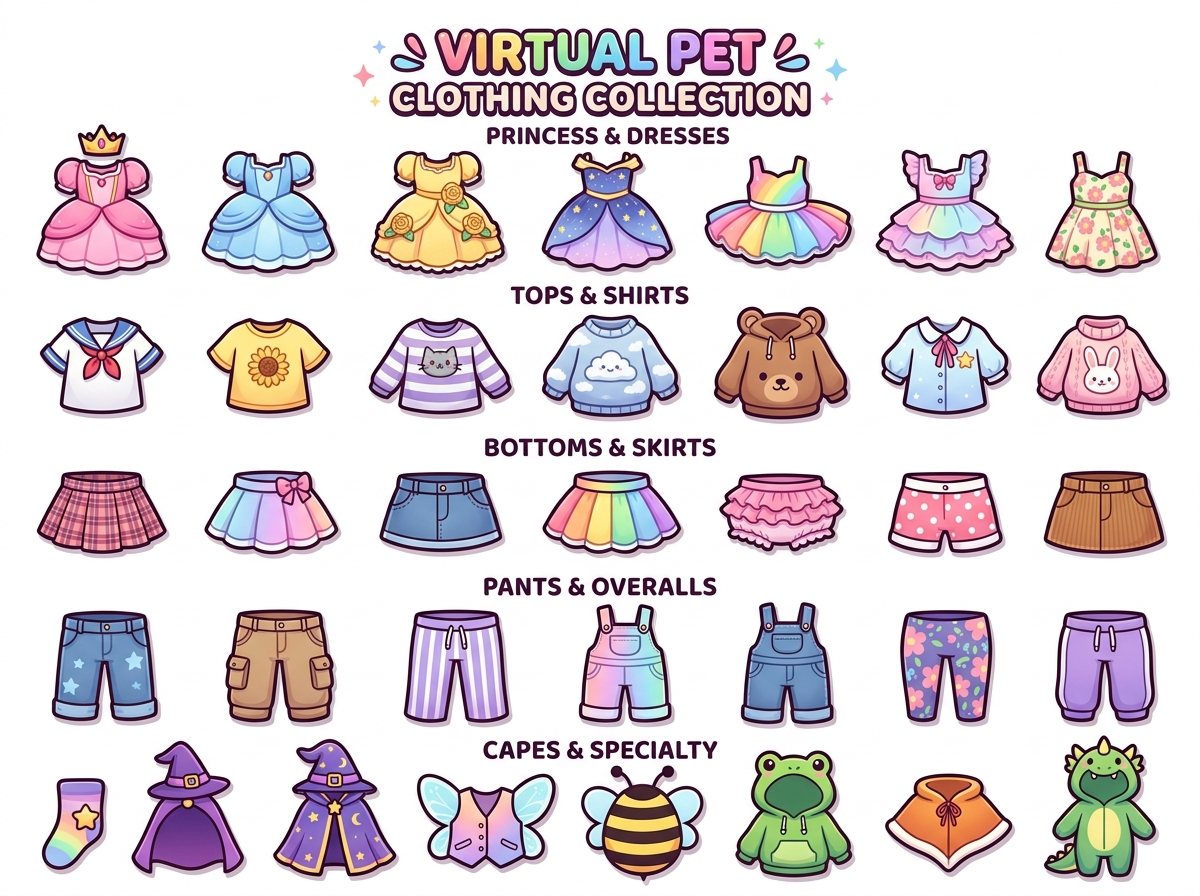 VIRTUAL PET
CLOTHING COLLECTION
PRINCESS & DRESSES
TOPS & SHIRTS
BOTTOMS & SKIRTS
PANTS & OVERALLS
CAPES & SPECIALTY